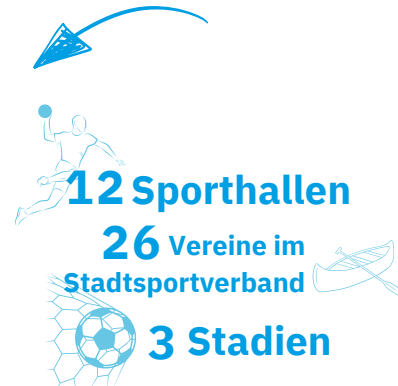 12 Sporthallen
26 Vereine im
Stadtsportverband
3 Stadien